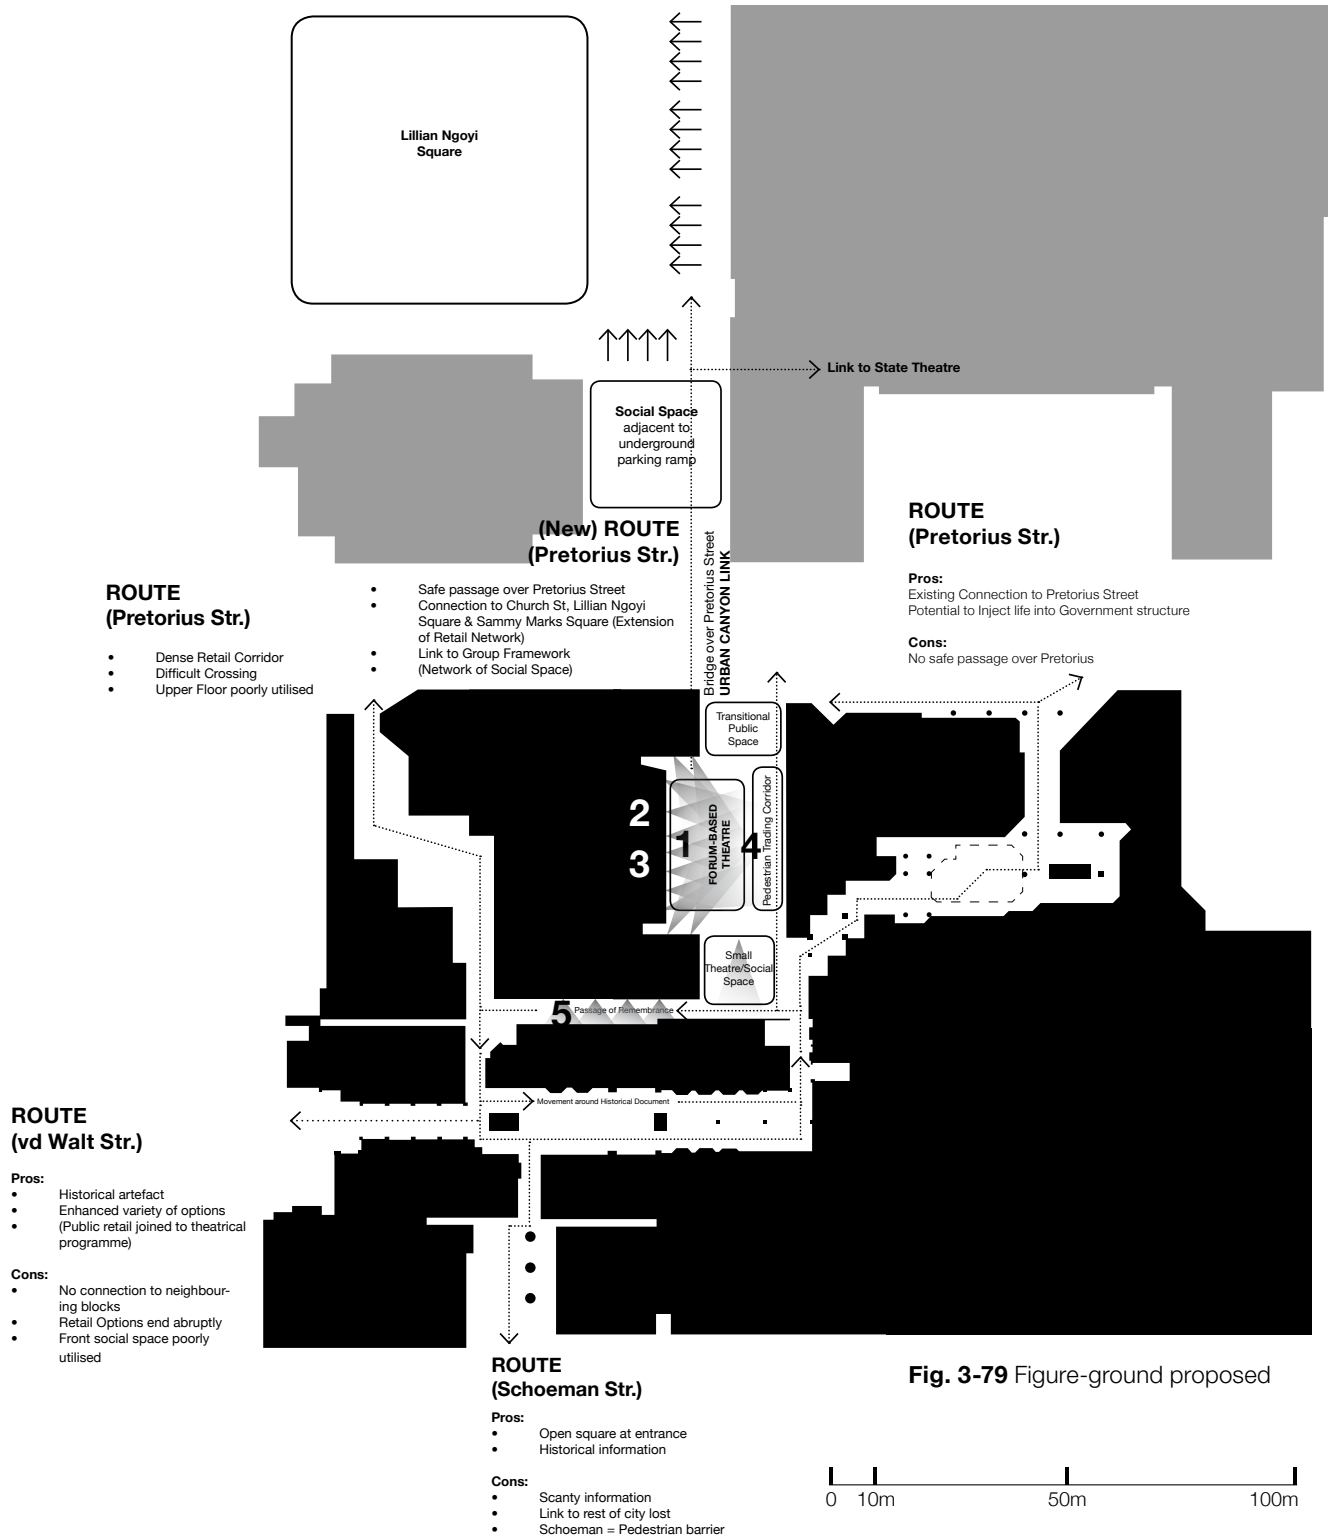 Lillian Ngoyi
Square
Link to State Theatre
Social Space
adjacent to
underground
parking ramp
(New) ROUTE
(Pretorius Str.)
• Safe passage over Pretorius Street
• Connection to Church St, Lillian Ngoyi
Square & Sammy Marks Square (Extension
of Retail Network)
• Link to Group Framework
• (Network of Social Space)
ROUTE
(Pretorius Str.)
• Dense Retail Corridor
• Difficult Crossing
• Upper Floor poorly utilised
Bridge over Pretorius Street
URBAN CANYON LINK
ROUTE
(Pretorius Str.)
Pros:
Existing Connection to Pretorius Street
Potential to Inject life into Government structure
Cons:
No safe passage over Pretorius
Transitional
Public
Space
2
3
1
FORUM-BASED
THEATRE
4
Pedestrian Trading Corridor
Small
Theatre/Social
Space
5
Passage of Remembrance
Movement around Historical Document
ROUTE
(vd Walt Str.)
Pros:
• Historical artefact
• Enhanced variety of options
• (Public retail joined to theatrical
programme)
Cons:
• No connection to neighbour-
ing blocks
• Retail Options end abruptly
• Front social space poorly
utilised
ROUTE
(Schoeman Str.)
Pros:
• Open square at entrance
• Historical information
Cons:
• Scanty information
• Link to rest of city lost
• Schoeman = Pedestrian barrier
Fig. 3-79 Figure-ground proposed
0 10m 50m 100m